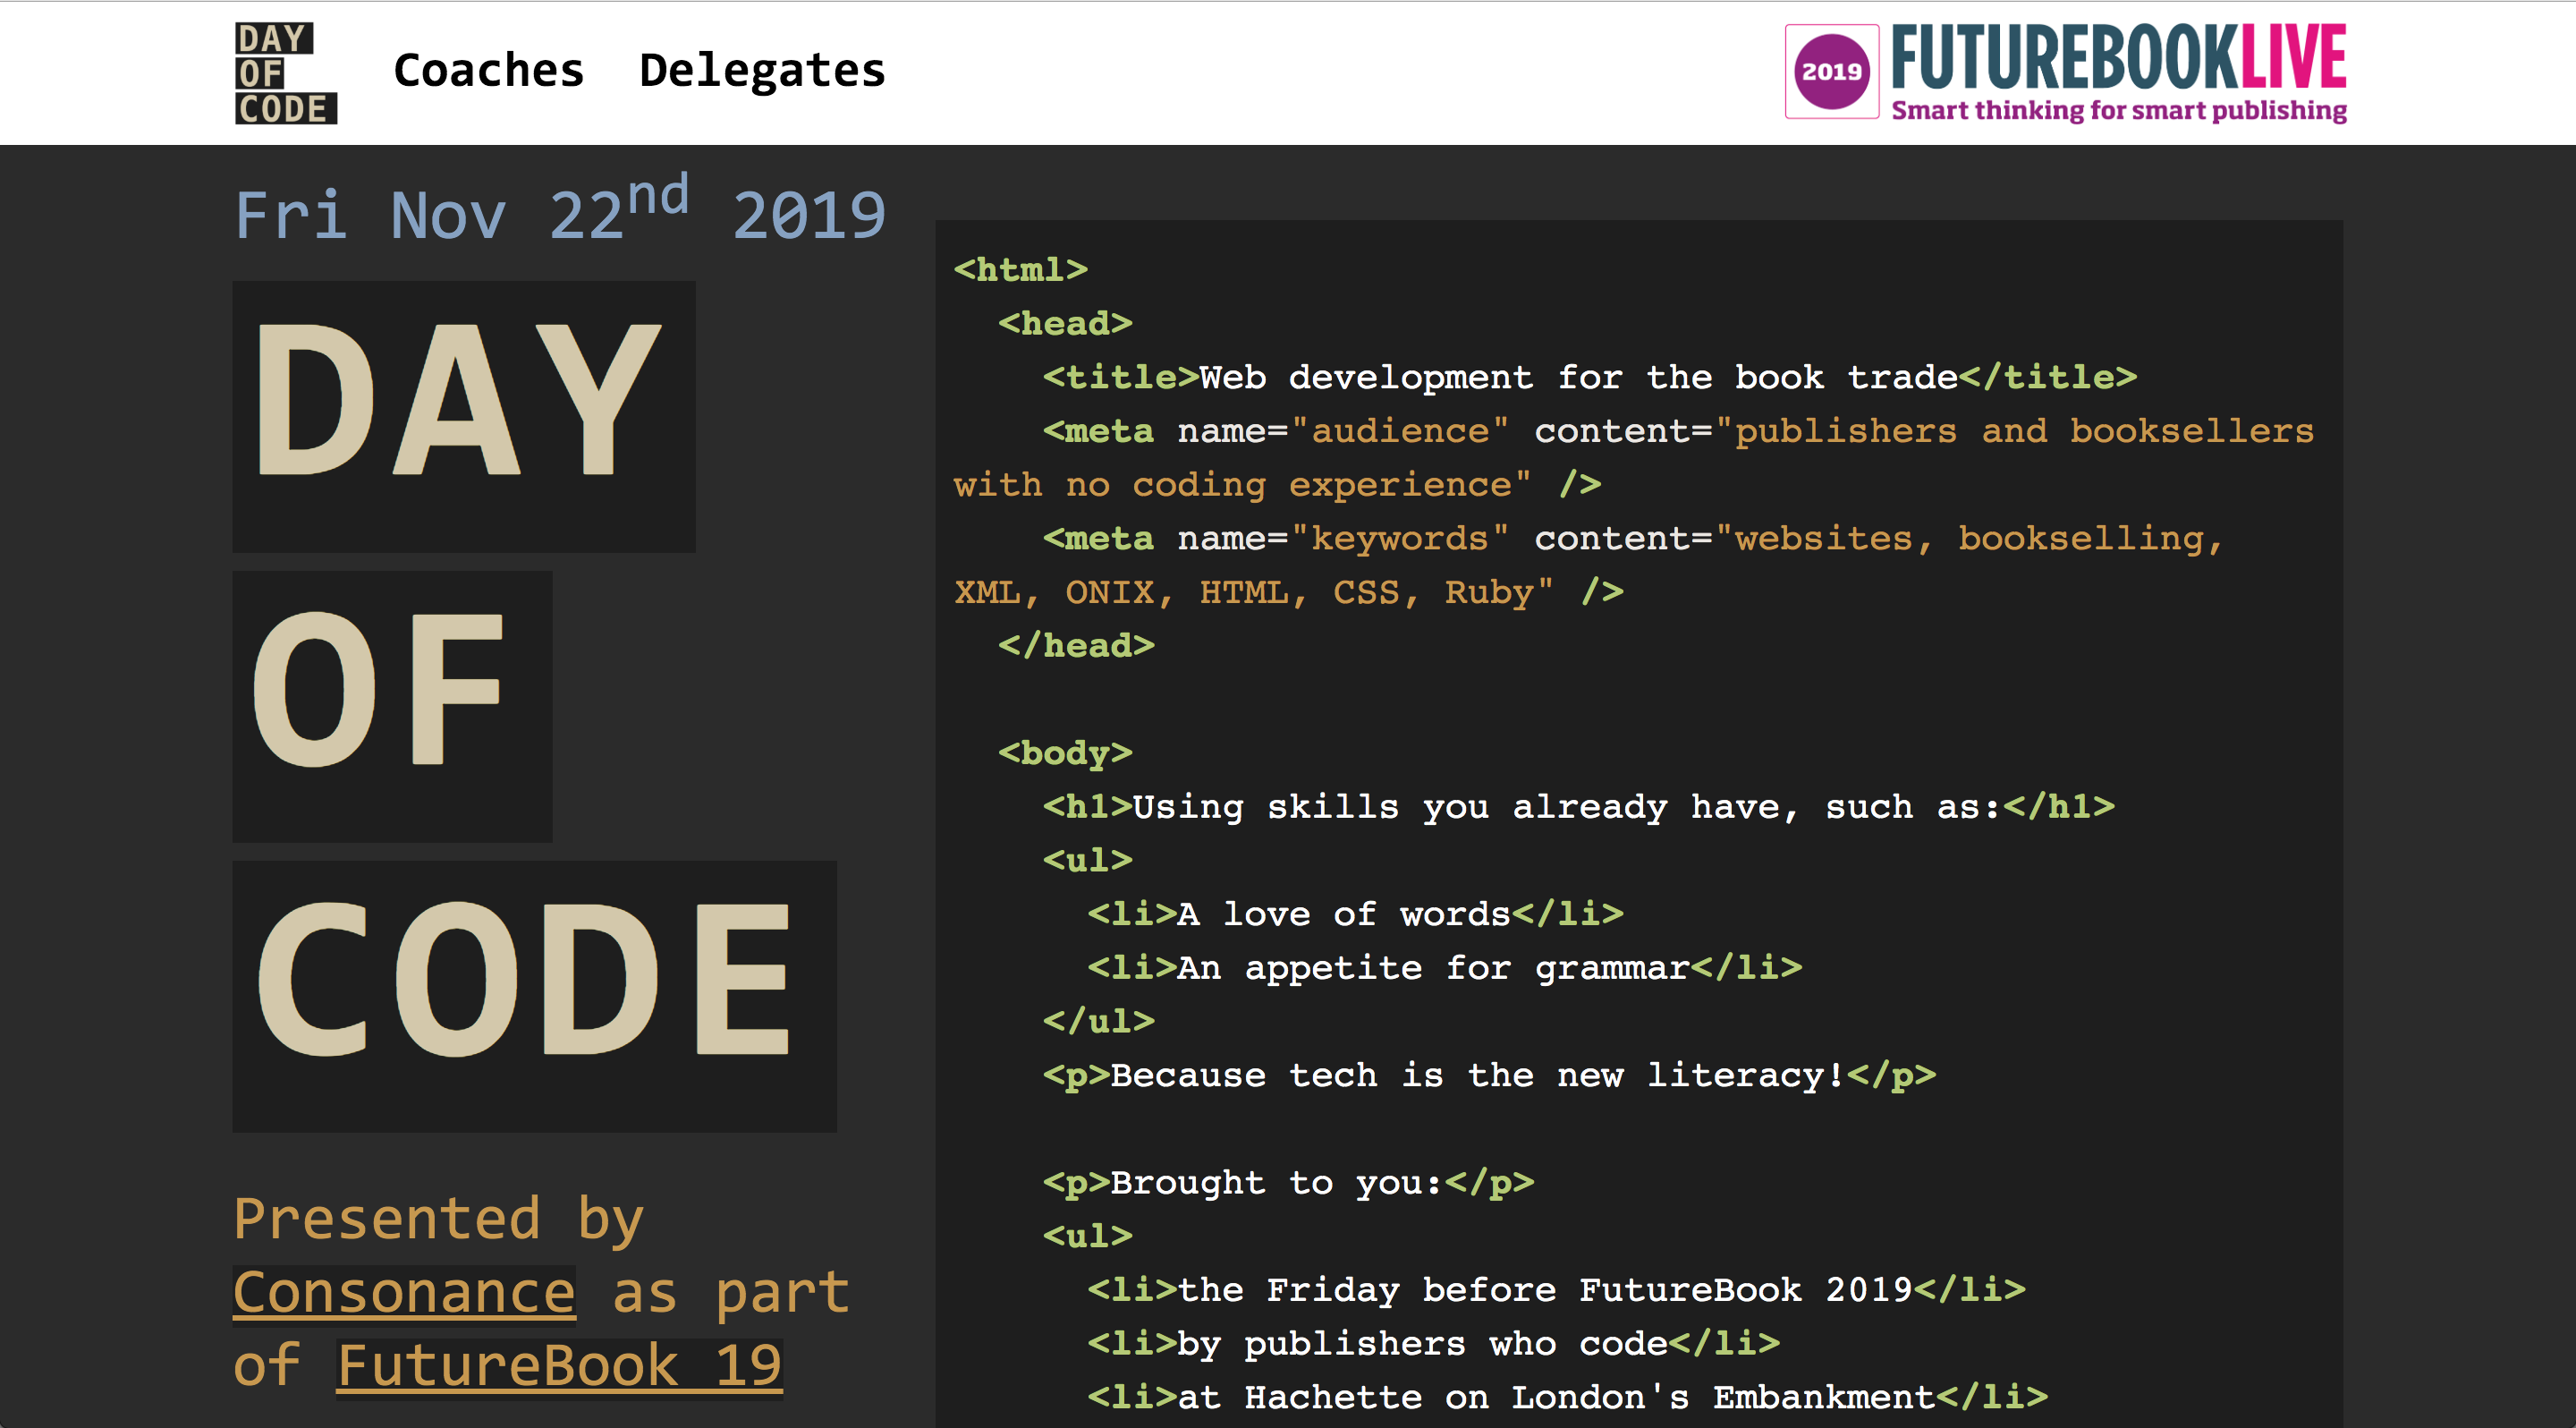 DAY
OF
CODE
Coaches Delegates
2019
FUTUREBOOKLIVE
Smart thinking for smart publishing
Fri Nov 22nd 2019
DAY
OF
CODE
Presented by
Consonance as part
of FutureBook 19
<html>
<head>
<title>Web development for the book trade</title>
<meta name="audience" content="publishers and booksellers
with no coding experience" />
<meta name="keywords" content="websites, bookselling,
XML, ONIX, HTML, CSS, Ruby" />
</head>
<body>
<h1>Using skills you already have, such as:</h1>
<ul>
<li>A love of words</li>
<li>An appetite for grammar</li>
</ul>
<p>Because tech is the new literacy!</p>
<p>Brought to you:</p>
<ul>
<li>the Friday before FutureBook 2019</li>
<li>by publishers who code</li>
<li>at Hachette on London's Embankment</li>